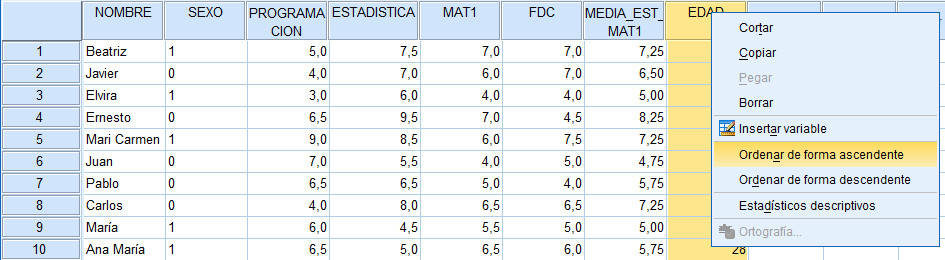 NOMBRE SEXO PROGRAMA ESTADISTICA MAT1 FDC MEDIA_EST_ EDAD
CION MAT1
1 Beatriz 1 5,0 7,5 7,0 7,0 7,25
2 Javier 0 4,0 7,0 6,0 7,0 6,50
3 Elvira 1 3,0 6,0 4,0 4,0 5,00
4 Ernesto 0 6,5 9,5 7,0 4,5 8,25
5 Mari Carmen 1 9,0 8,5 6,0 7,5 7,25
6 Juan 0 7,0 5,5 4,0 5,0 4,75
7 Pablo 0 6,5 6,5 5,0 4,0 5,75
8 Carlos 0 4,0 8,0 6,5 6,5 7,25
9 María 1 6,0 4,5 5,5 5,0 5,00
10 Ana María 1 6,5 5,0 6,5 6,0 5,75 28
Cortar
Copiar
Pegar
Borrar
Insertar variable
Ordenar de forma ascendente
Ordenar de forma descendente
Estadísticos descriptivos
Ortografía...